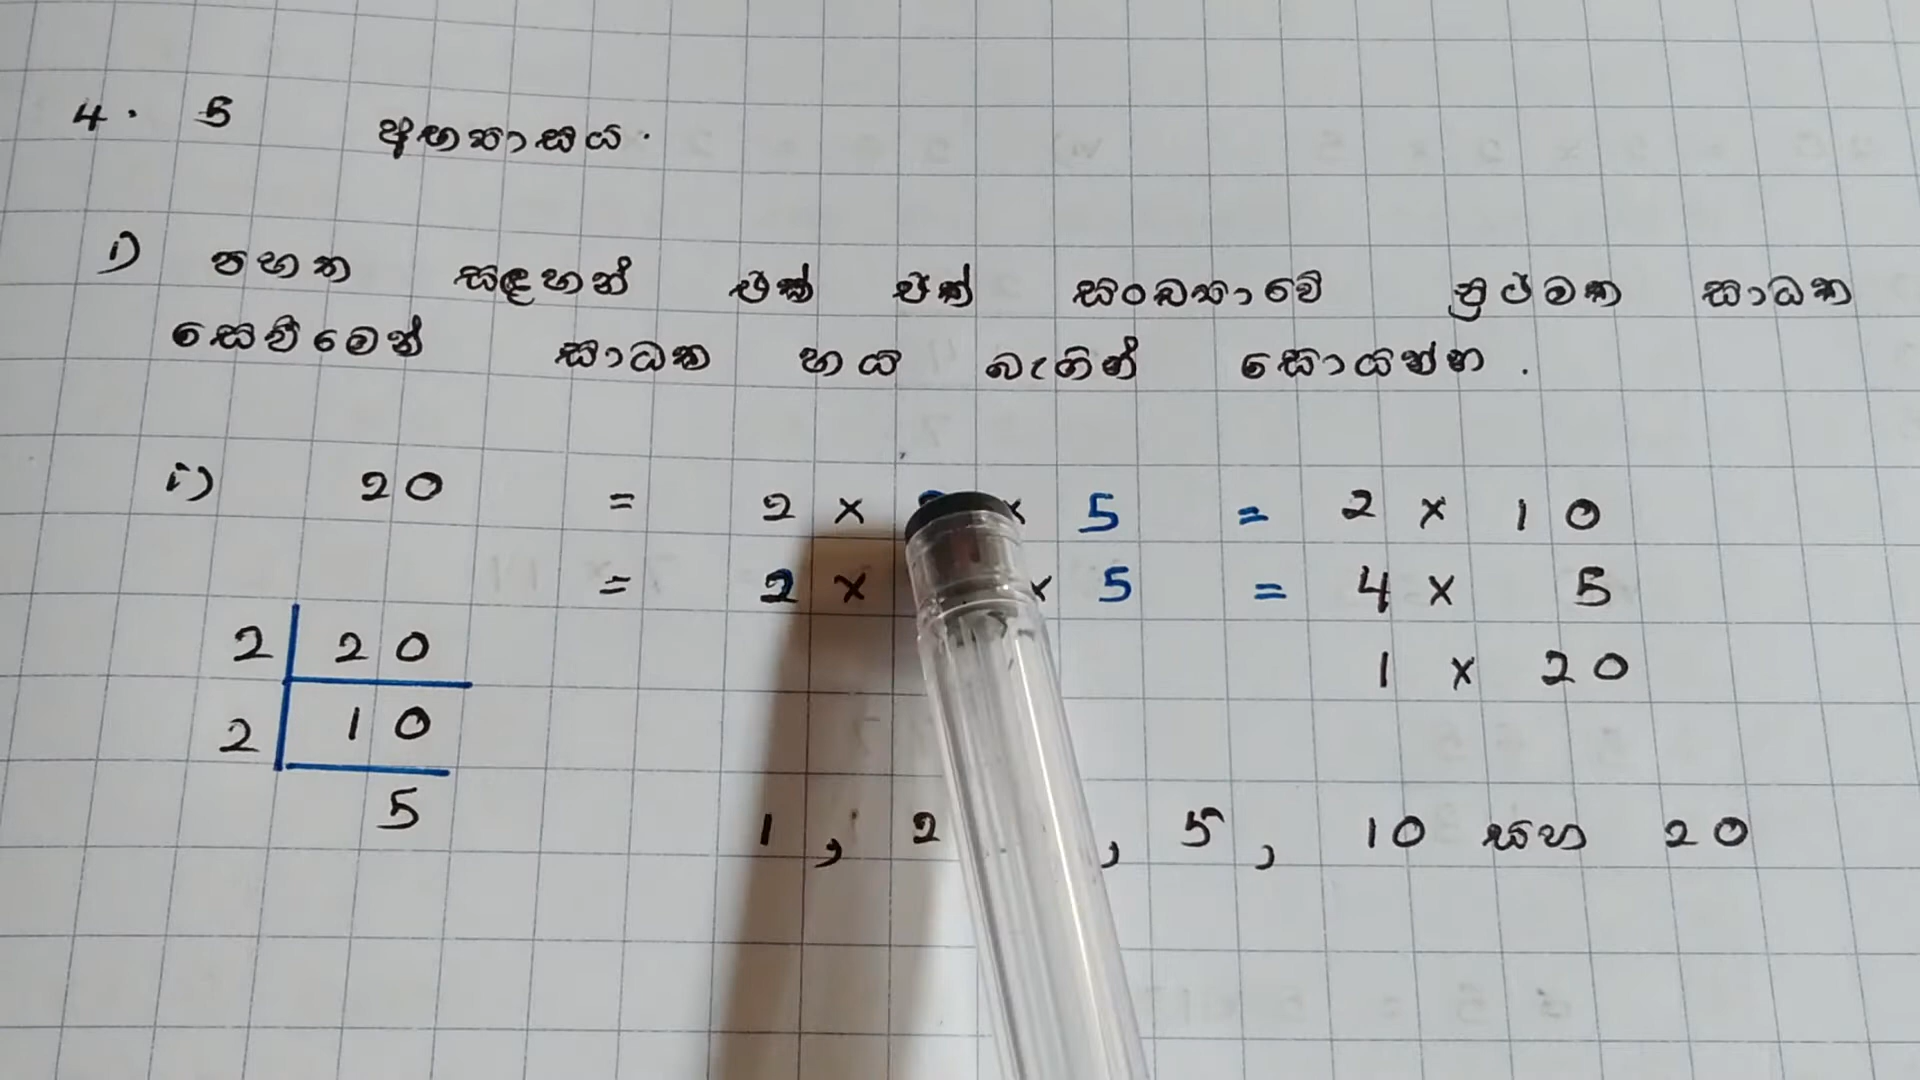 4. 5 අභ්‍යාසය.
1) පහත සඳහන් එක් එක් සංඛ්‍යාවේ ප්‍රථමක සාධක
සෙවීමෙන් සාධක හය බැගින් සොයන්න.
i) 20 = 2 × × 5 = 2 × 10
= 2 × × 5 = 4 × 5
2 20
1 × 20
2 10
5
1, 2 , 5, 10 සහ 20